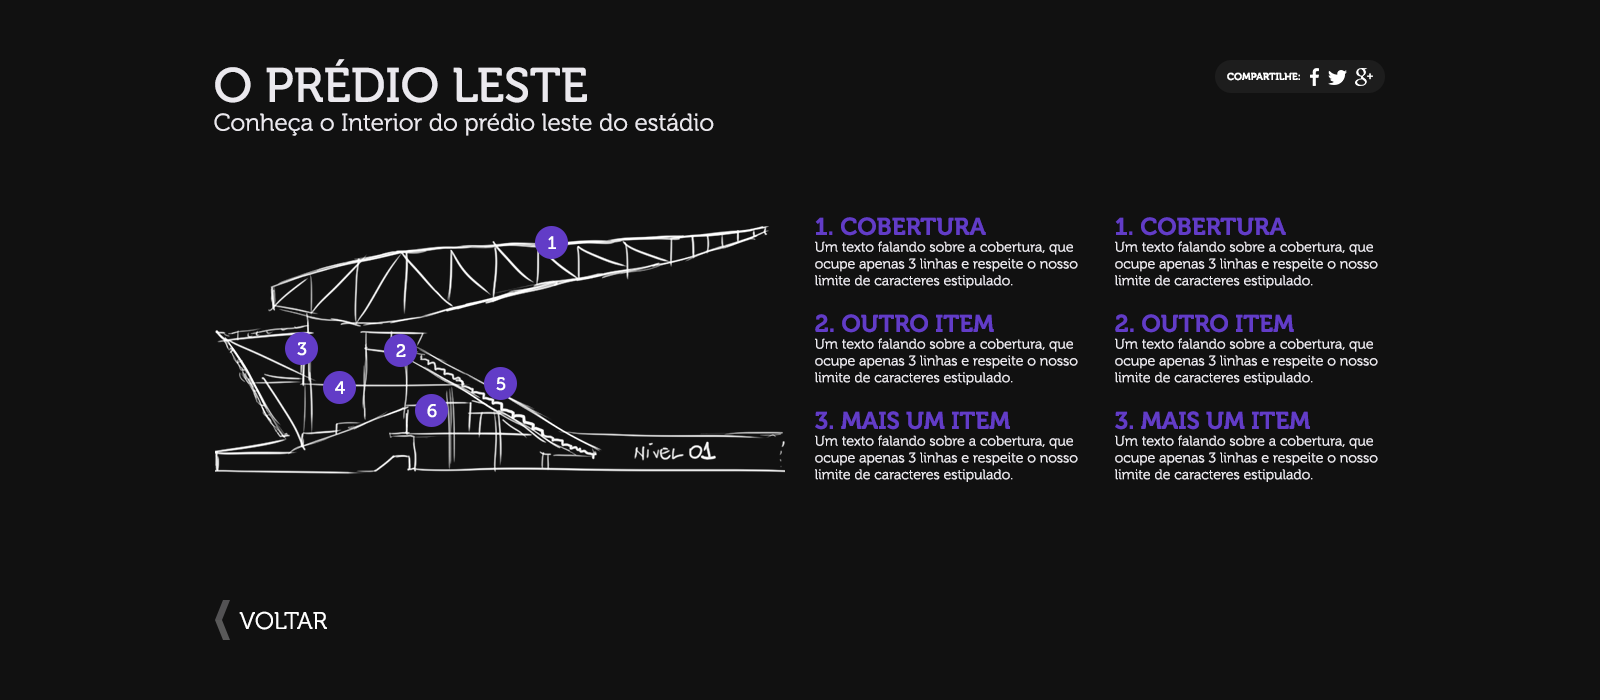 O PRÉDIO LESTE
Conheça o Interior do prédio leste do estádio
COMPARTILHE:
1
2
3
4
5
6
NÍVEL 01
1. COBERTURA
Um texto falando sobre a cobertura, que
ocupe apenas 3 linhas e respeite o nosso
limite de caracteres estipulado.
2. OUTRO ITEM
Um texto falando sobre a cobertura, que
ocupe apenas 3 linhas e respeite o nosso
limite de caracteres estipulado.
3. MAIS UM ITEM
Um texto falando sobre a cobertura, que
ocupe apenas 3 linhas e respeite o nosso
limite de caracteres estipulado.
1. COBERTURA
Um texto falando sobre a cobertura, que
ocupe apenas 3 linhas e respeite o nosso
limite de caracteres estipulado.
2. OUTRO ITEM
Um texto falando sobre a cobertura, que
ocupe apenas 3 linhas e respeite o nosso
limite de caracteres estipulado.
3. MAIS UM ITEM
Um texto falando sobre a cobertura, que
ocupe apenas 3 linhas e respeite o nosso
limite de caracteres estipulado.
VOLTAR